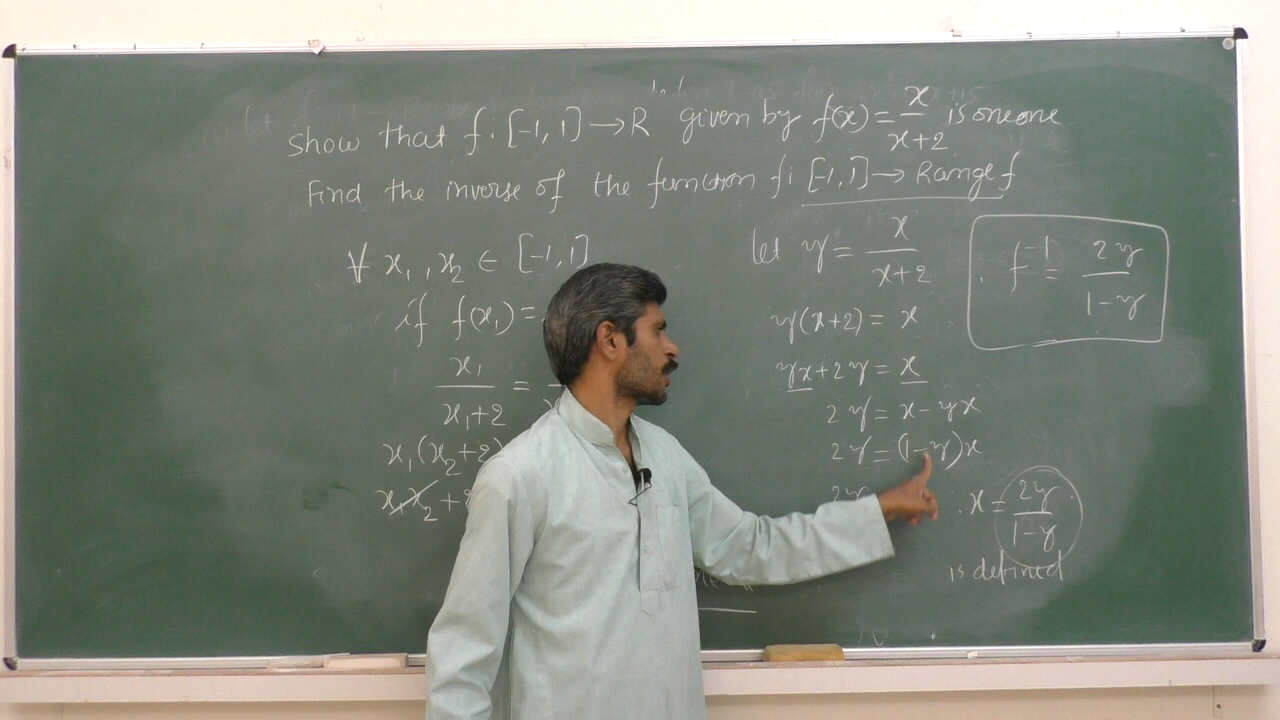 Show that f : [-1, 1] → R given by f(x) = x/(x+2) is one one
Find the inverse of the function f : [-1, 1] → Range f
∀ x₁, x₂ ∈ [-1, 1]
if f(x₁) =
x₁/(x₁+2) =
x₁(x₂+2)
x₁x₂ +
let y = x/(x+2)
y(x+2) = x
yx + 2y = x
2y = x - yx
2y = (1-y)x
2y
. x = 2y/(1-y)
is defined
. f⁻¹ = 2y/(1-y)